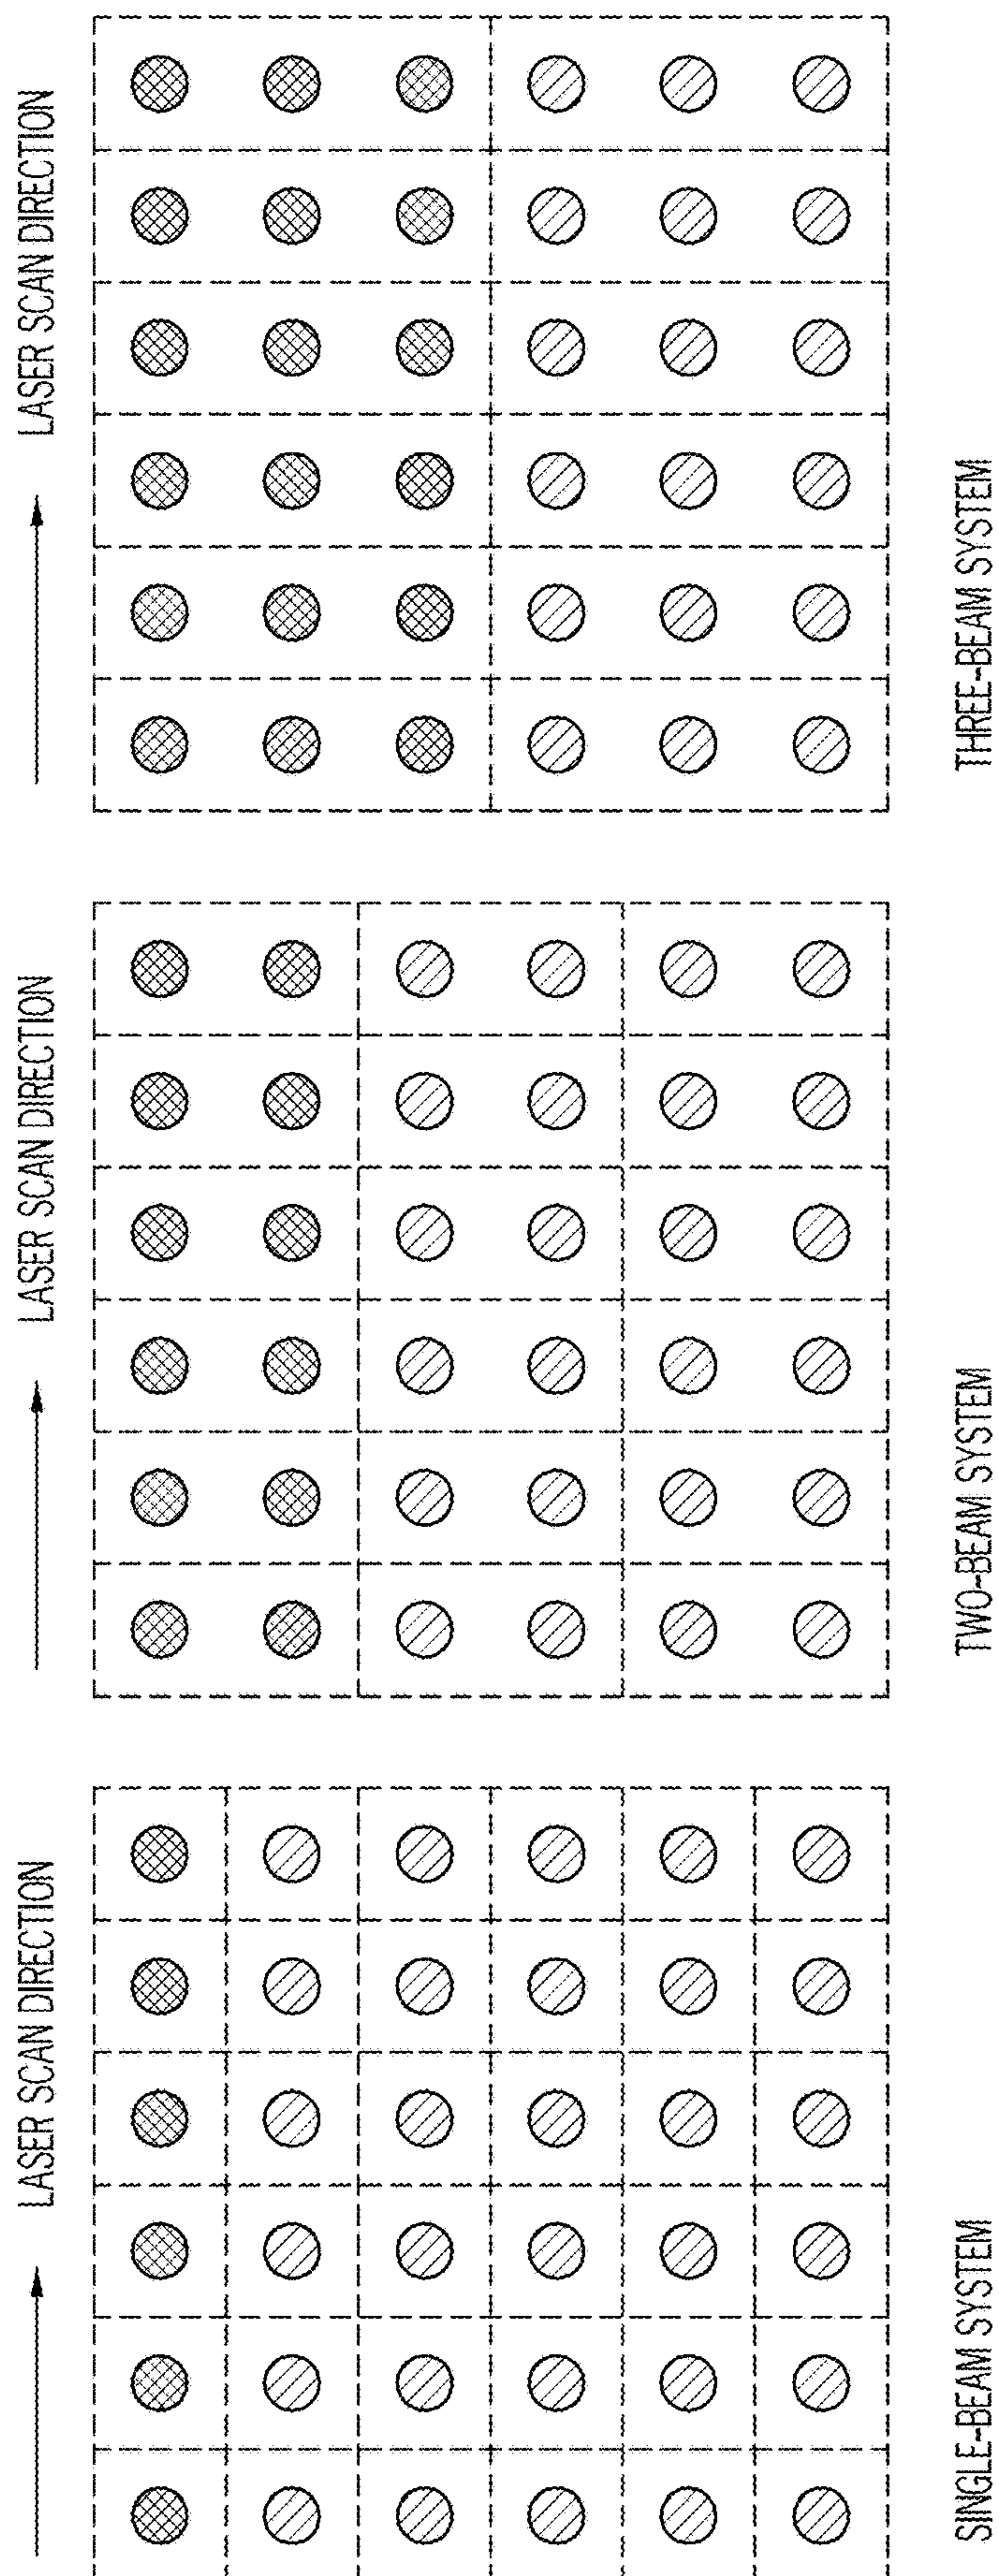 LASER SCAN DIRECTION
SINGLE-BEAM SYSTEM
LASER SCAN DIRECTION
TWO-BEAM SYSTEM
LASER SCAN DIRECTION
THREE-BEAM SYSTEM